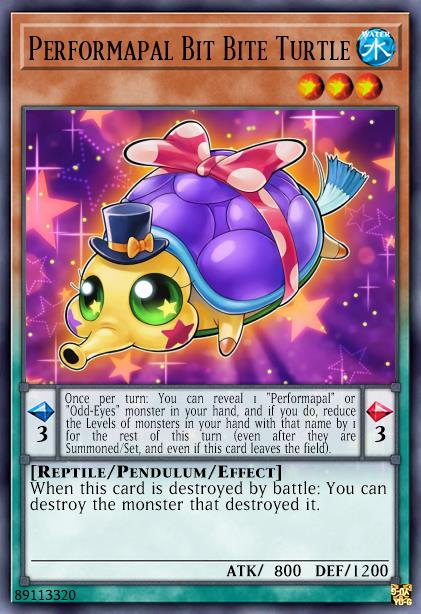 Performapal Bit Bite Turtle
WATER
水
Once per turn: You can reveal 1 "Performapal" or
"Odd-Eyes" monster in your hand, and if you do, reduce
the Levels of monsters in your hand with that name by 1
for the rest of this turn (even after they are
Summoned/Set, and even if this card leaves the field).
3
3
[Reptile/Pendulum/Effect]
When this card is destroyed by battle: You can
destroy the monster that destroyed it.
ATK/ 800 DEF/1200
89113320